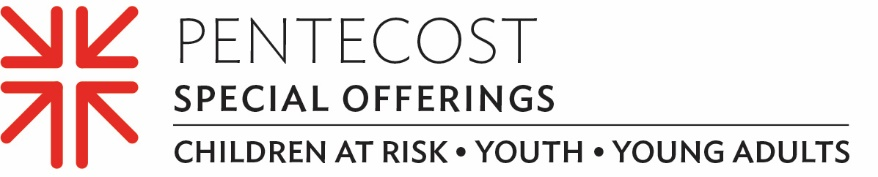 PENTECOST
SPECIAL OFFERINGS
CHILDREN AT RISK • YOUTH • YOUNG ADULTS